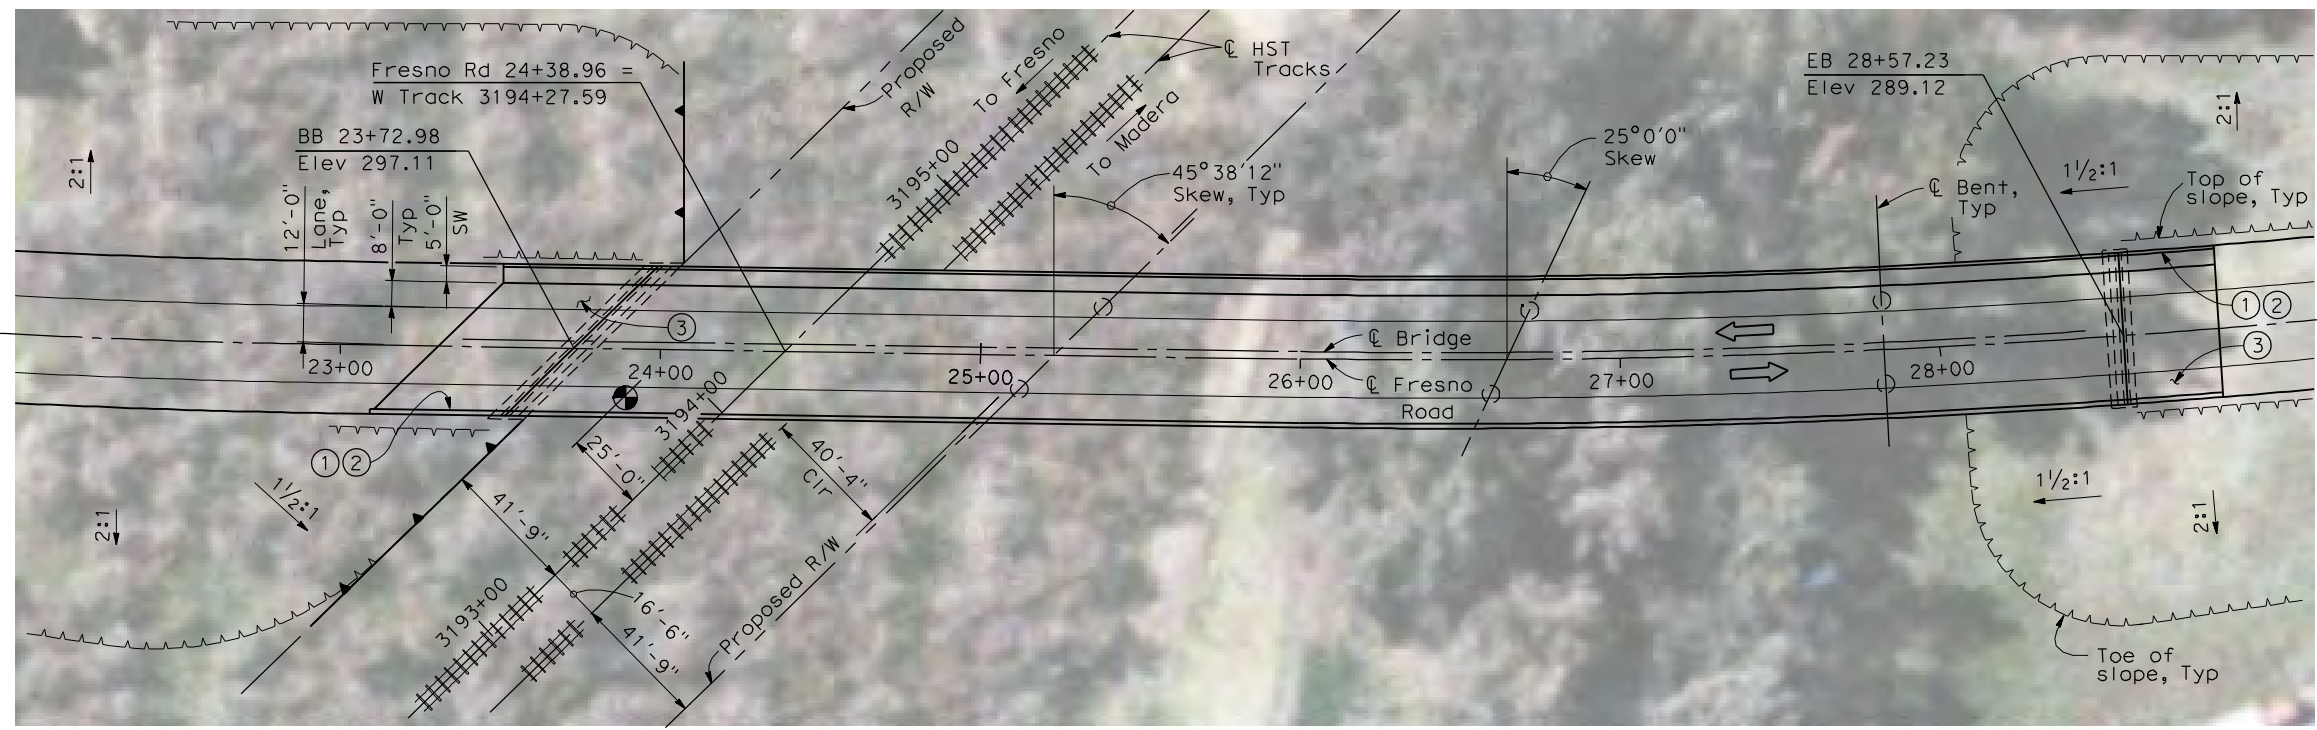 Fresno Rd 24+38.96 =
W Track 3194+27.59
BB 23+72.98
Elev 297.11
2:1
12'-0"
Lane,
Typ
8'-0"
Typ
5'-0"
SW
Proposed
R/W
To Fresno
3195+00
To Madera
℄ HST
Tracks
45°38'12"
Skew, Typ
25°0'0"
Skew
EB 28+57.23
Elev 289.12
2:1
1½:1
℄ Bent,
Typ
Top of
slope, Typ
1 2
3
3
23+00
24+00
25+00
26+00
27+00
28+00
℄ Bridge
℄ Fresno
Road
1 2
3194+00
25'-0"
40'-4"
Clr
1½:1
2:1
41'-9"
3193+00
16'-6"
41'-9"
Proposed R/W
1½:1
2:1
Toe of
slope, Typ